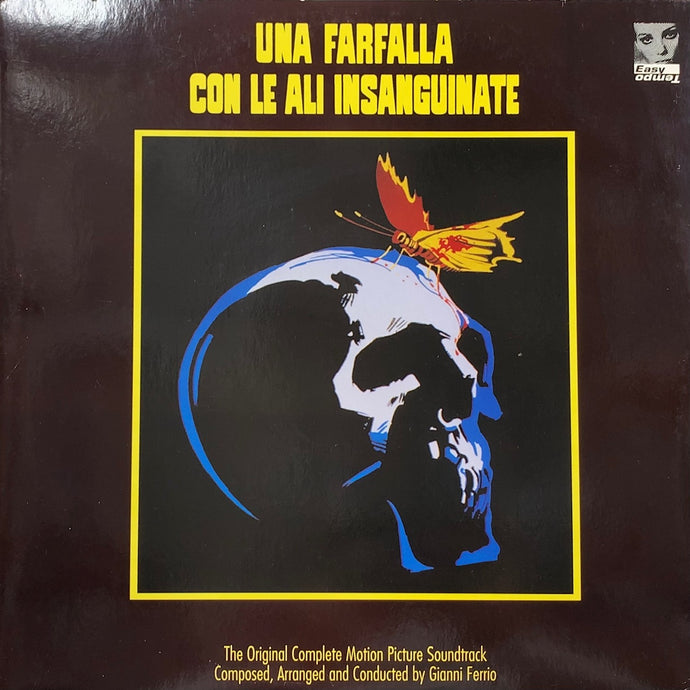 UNA FARFALLA
CON LE ALI INSANGUINATE
Easy
Tempo
The Original Complete Motion Picture Soundtrack
Composed, Arranged and Conducted by Gianni Ferrio